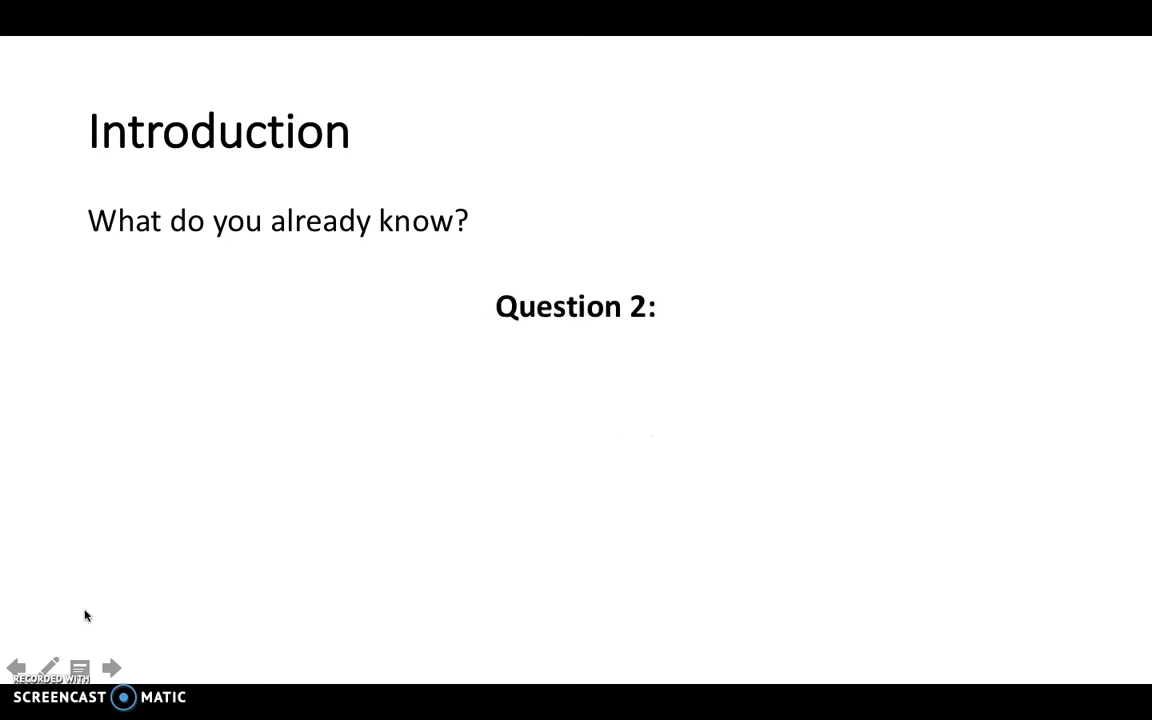 Introduction
What do you already know?
Question 2:
RECORDED WITH
SCREENCAST MATIC